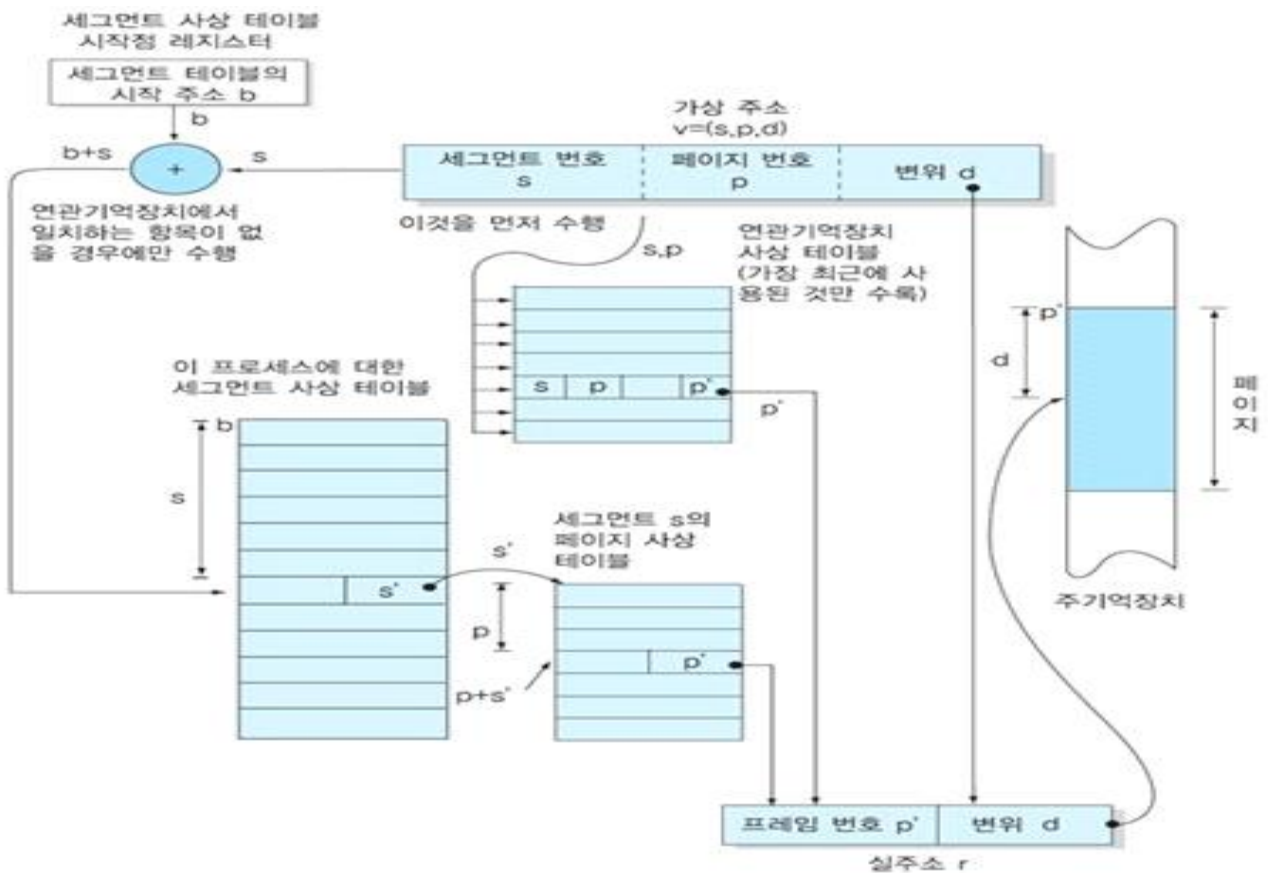 세그먼트 사상 테이블
시작점 레지스터
세그먼트 테이블의
시작 주소 b
b
b+s
+
s
가상 주소
v=(s,p,d)
세그먼트 번호
s
페이지 번호
p
변위 d
연관기억장치에서
일치하는 항목이 없
을 경우에만 수행
이것을 먼저 수행
s,p
연관기억장치
사상 테이블
(가장 최근에 사
용된 것만 수록)
s
p
p'
p'
p'
d
페이지
주기억장치
이 프로세스에 대한
세그먼트 사상 테이블
b
s
s'
s'
세그먼트 s의
페이지 사상
테이블
p
p'
p+s'
프레임 번호 p'
변위 d
실주소 r